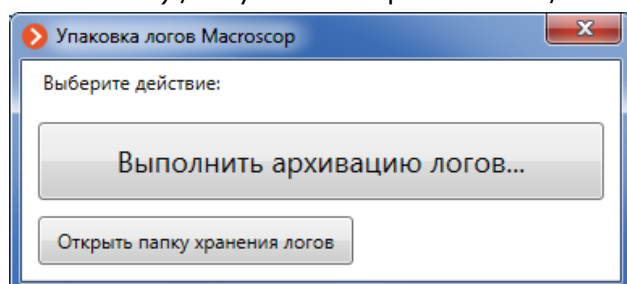 Упаковка логов Macroscop
Выберите действие:
Выполнить архивацию логов...
Открыть папку хранения логов